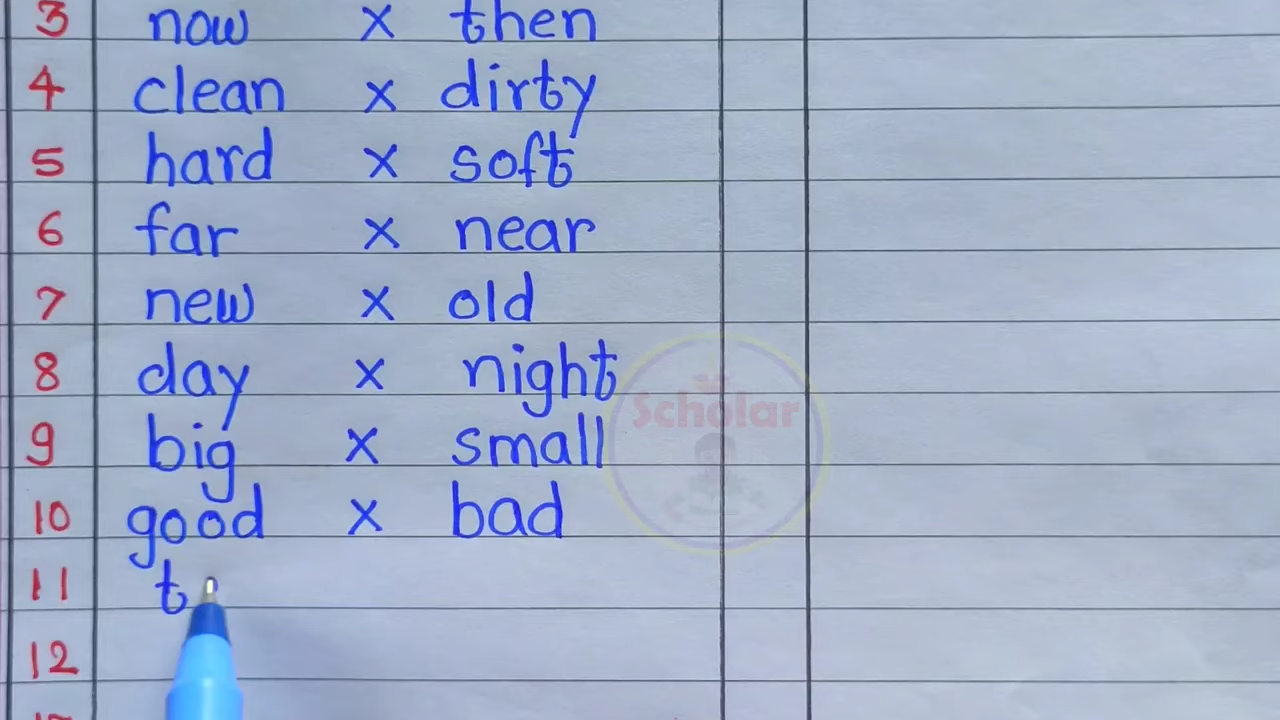 3 now x then
4 clean x dirty
5 hard x soft
6 far x near
7 new x old
8 day x night
Scholar
9 big x small
10 good x bad
11 t
12